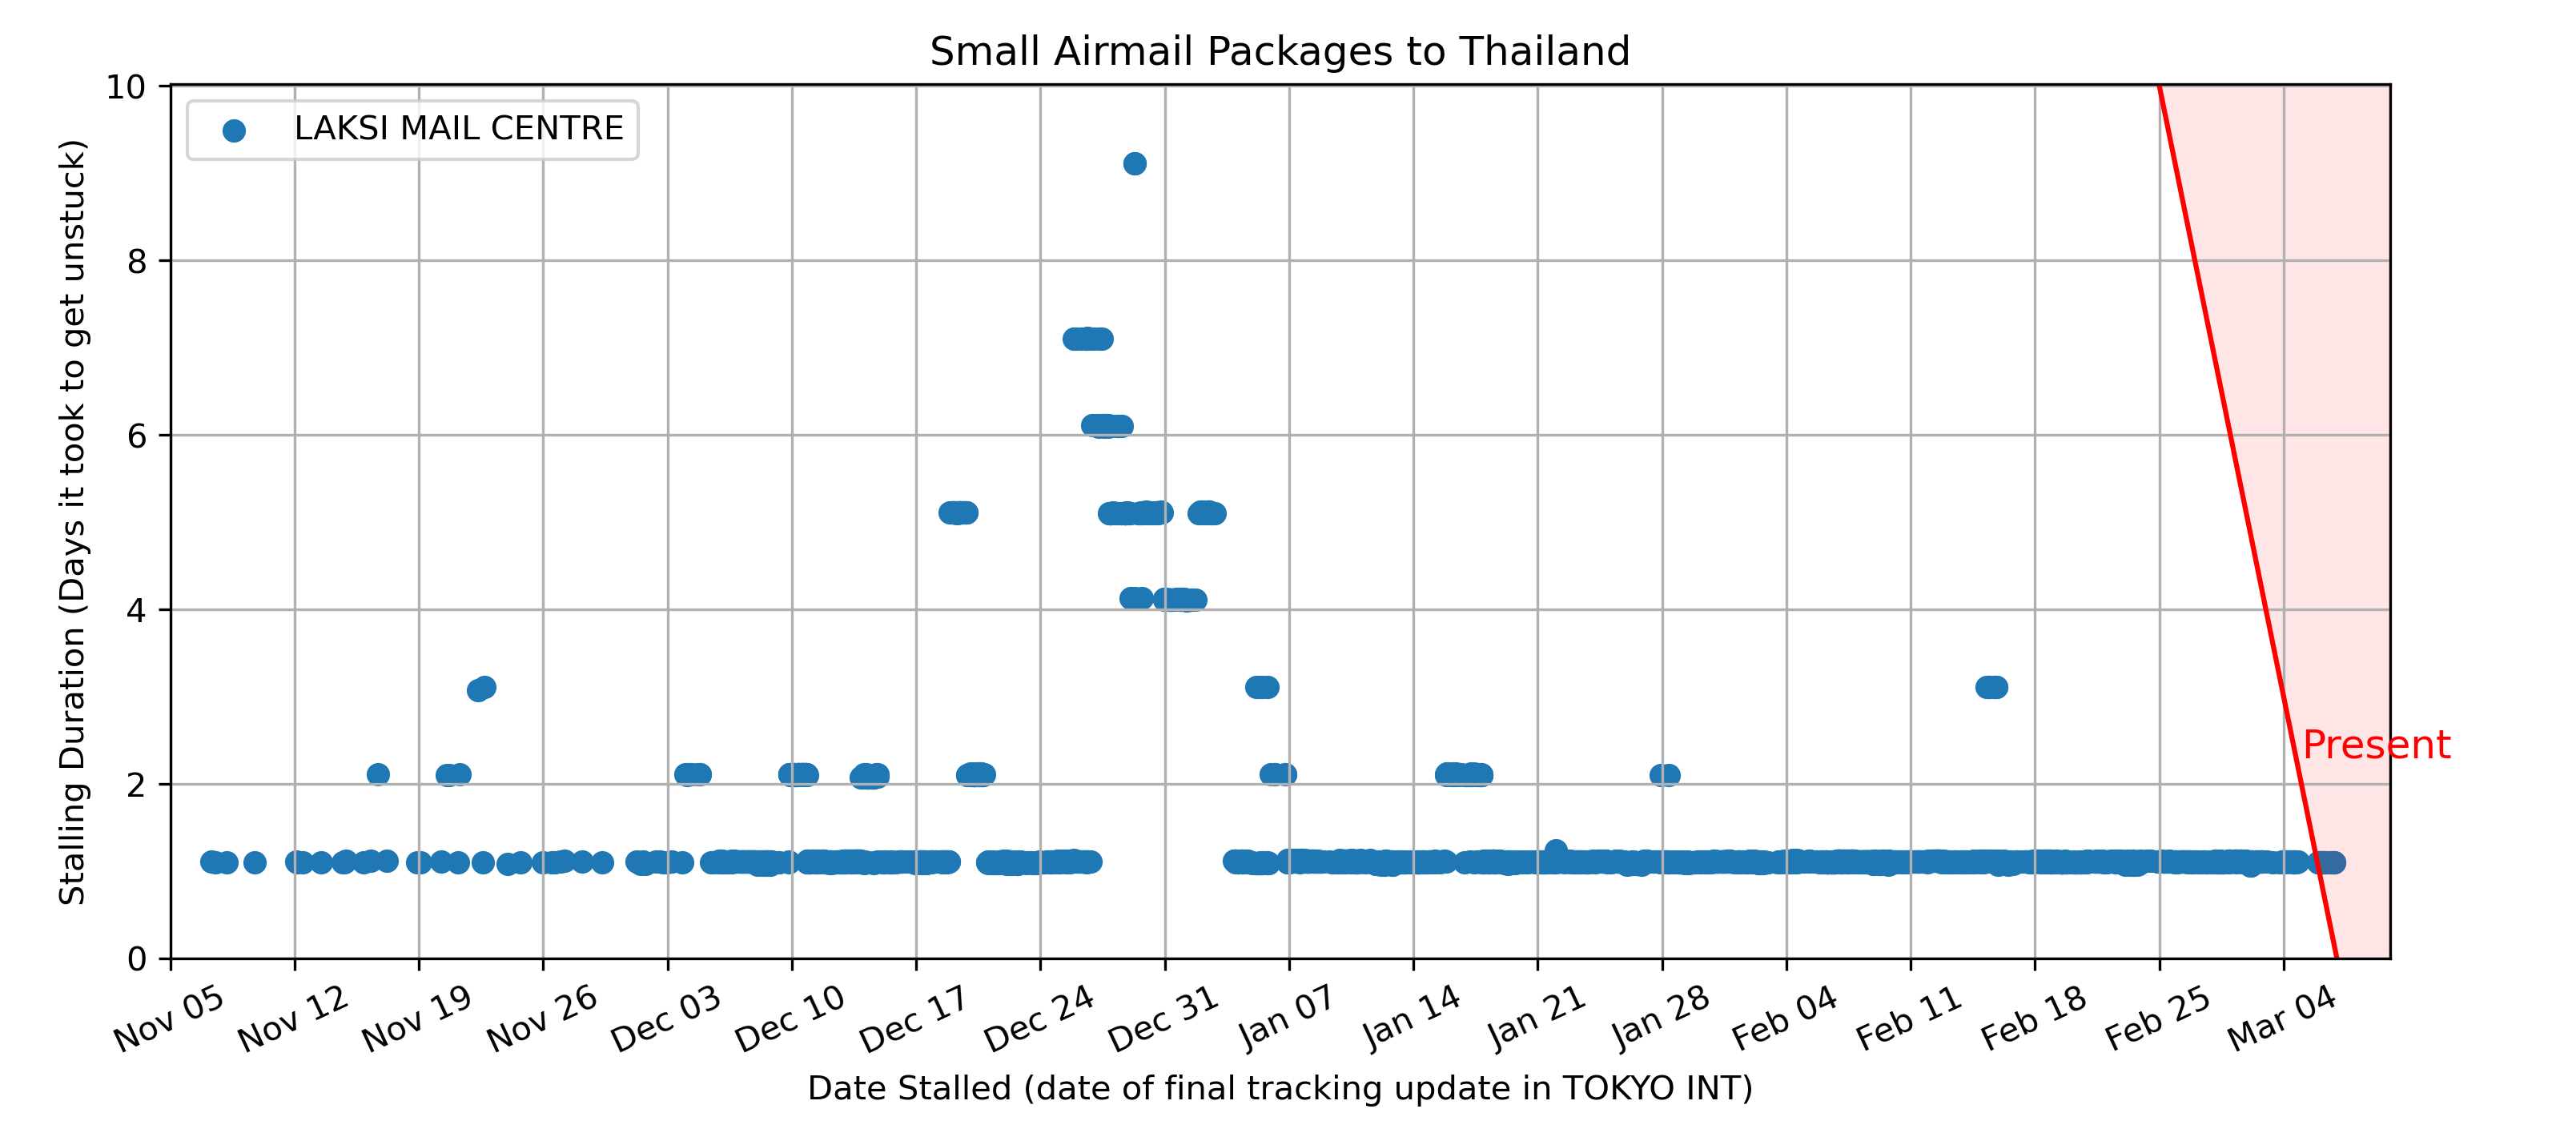 Small Airmail Packages to Thailand
LAKSI MAIL CENTRE
Stalling Duration (Days it took to get unstuck)
10
8
6
4
2
0
Present
Nov 05 Nov 12 Nov 19 Nov 26 Dec 03 Dec 10 Dec 17 Dec 24 Dec 31 Jan 07 Jan 14 Jan 21 Jan 28 Feb 04 Feb 11 Feb 18 Feb 25 Mar 04
Date Stalled (date of final tracking update in TOKYO INT)